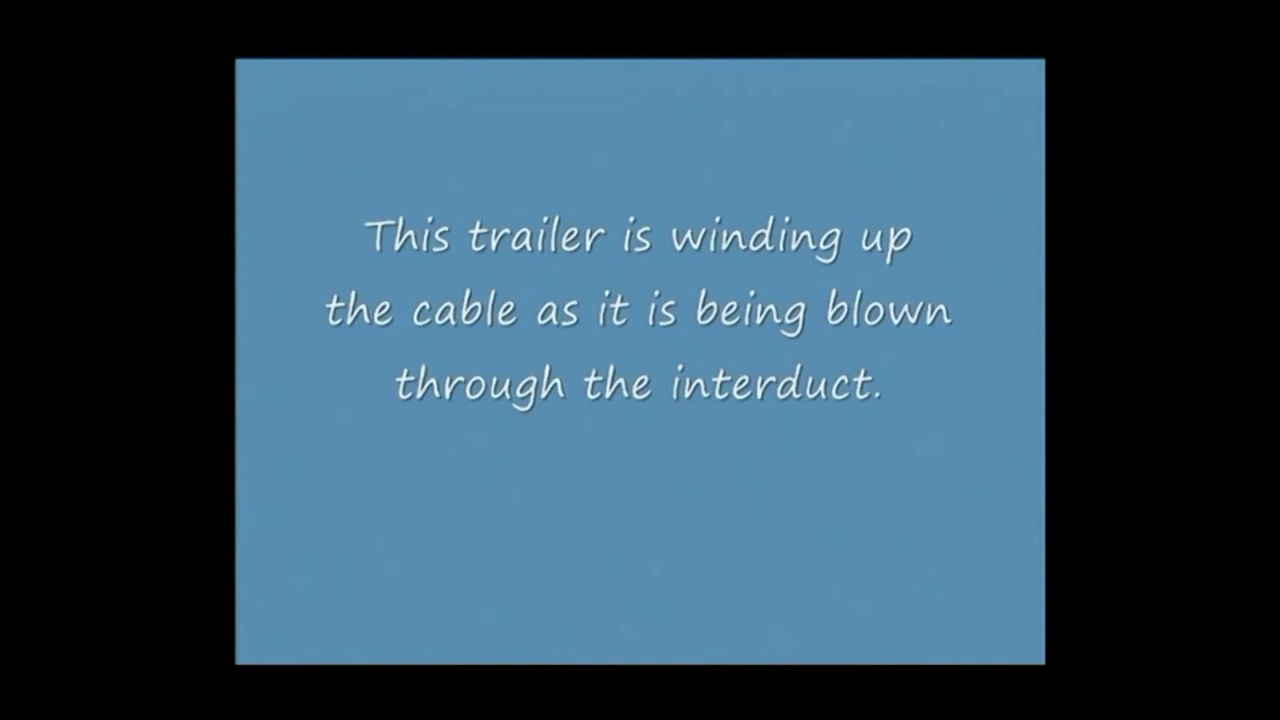 This trailer is winding up
the cable as it is being blown
through the interduct.